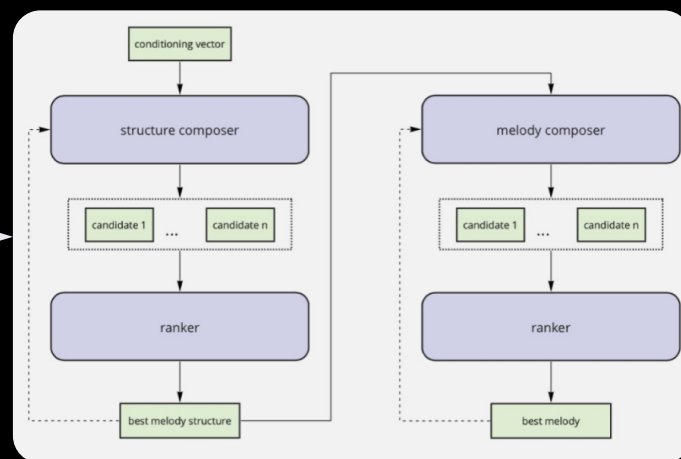 conditioning vector
structure composer
candidate 1
...
candidate n
ranker
best melody structure
melody composer
candidate 1
...
candidate n
ranker
best melody